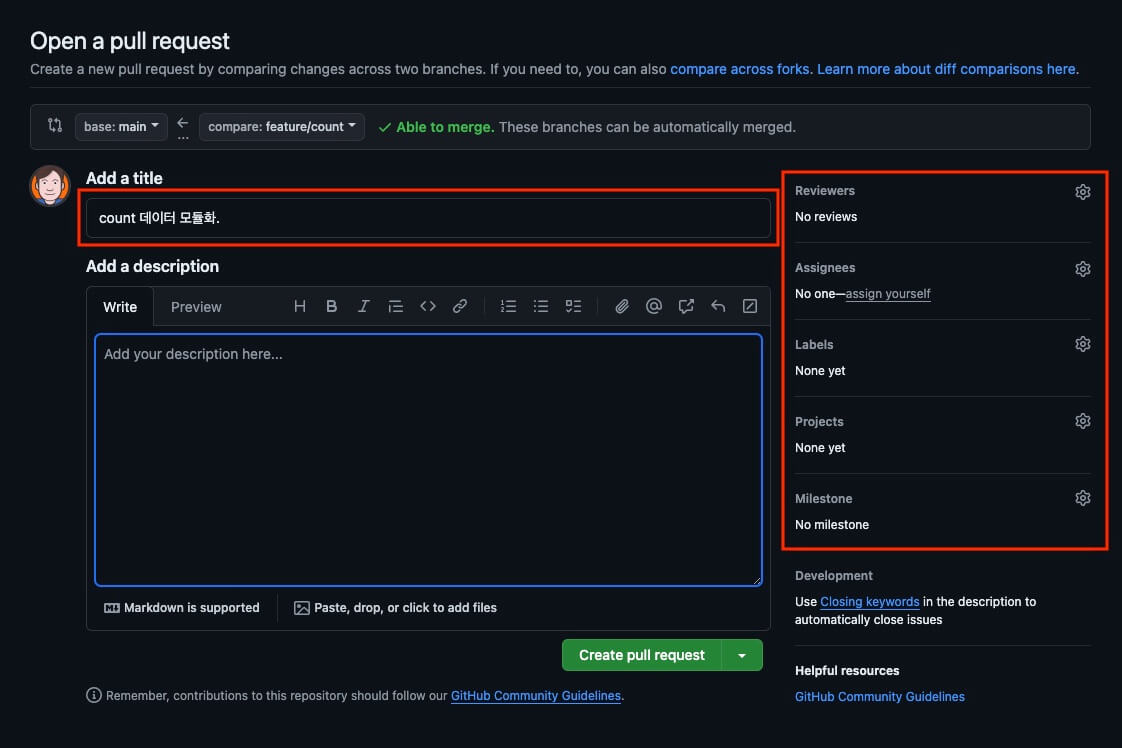 Open a pull request
Create a new pull request by comparing changes across two branches. If you need to, you can also compare across forks. Learn more about diff comparisons here.
base: main
compare: feature/count
Able to merge. These branches can be automatically merged.
Add a title
count 데이터 모듈화.
Add a description
Write
Preview
Add your description here...
Markdown is supported
Paste, drop, or click to add files
Create pull request
Remember, contributions to this repository should follow our GitHub Community Guidelines.
Reviewers
No reviews
Assignees
No one—assign yourself
Labels
None yet
Projects
None yet
Milestone
No milestone
Development
Use Closing keywords in the description to
automatically close issues
Helpful resources
GitHub Community Guidelines